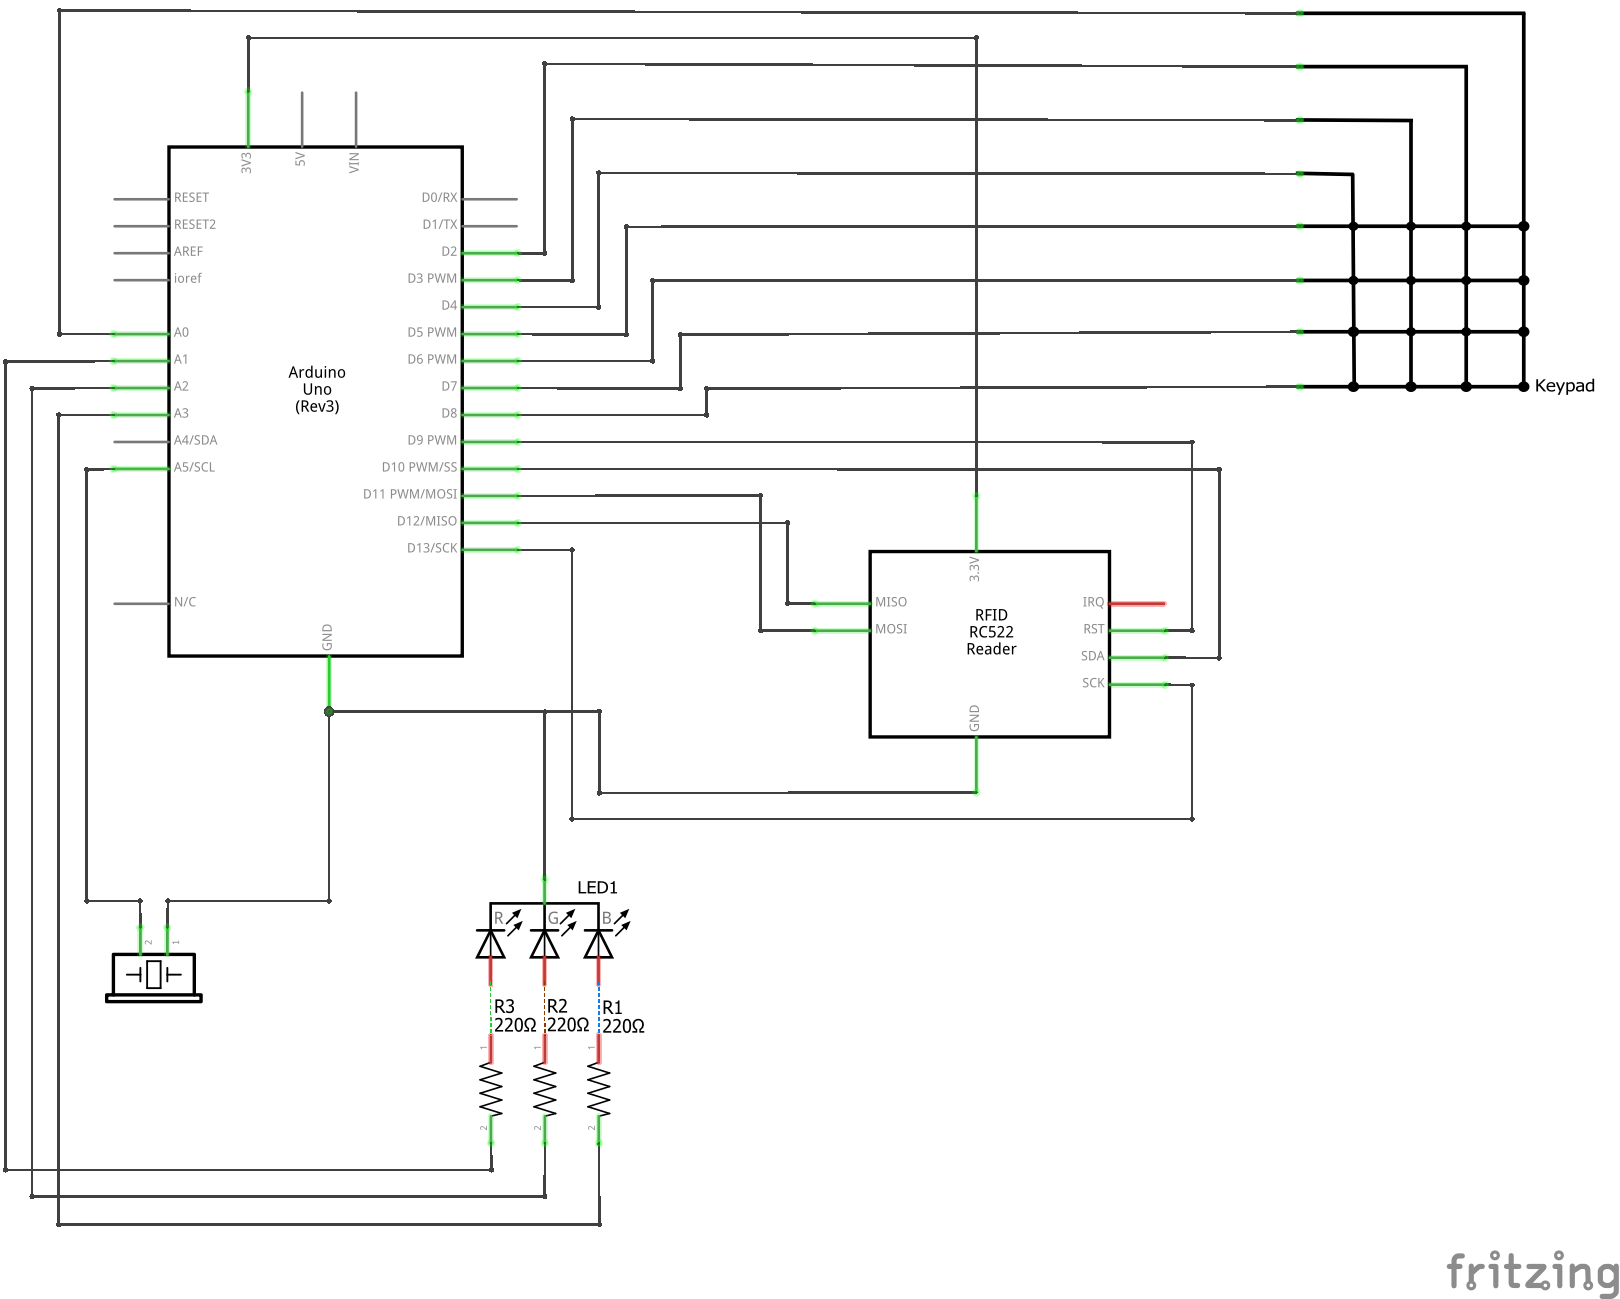 3V3
5V
VIN
RESET
RESET2
AREF
ioref
A0
A1
A2
A3
A4/SDA
A5/SCL
N/C
Arduino
Uno
(Rev3)
D0/RX
D1/TX
D2
D3 PWM
D4
D5 PWM
D6 PWM
D7
D8
D9 PWM
D10 PWM/SS
D11 PWM/MOSI
D12/MISO
D13/SCK
GND
Keypad
3.3V
MISO
MOSI
RFID
RC522
Reader
IRQ
RST
SDA
SCK
GND
2
1
LED1
R
G
B
R3
220Ω
R2
220Ω
R1
220Ω
1
1
1
2
2
2
fritzing